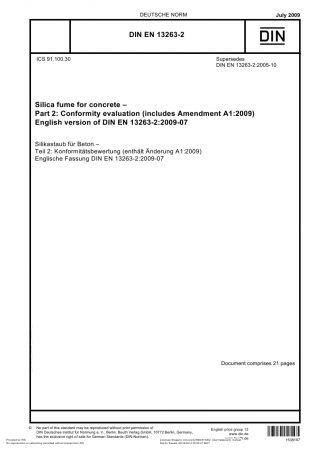 DEUTSCHE NORM
July 2009
DIN EN 13263-2
DIN
ICS 91.100.30
Supersedes
DIN EN 13263-2:2005-10
Silica fume for concrete –
Part 2: Conformity evaluation (includes Amendment A1:2009)
English version of DIN EN 13263-2:2009-07
Silikastaub für Beton –
Teil 2: Konformitätsbewertung (enthält Änderung A1:2009)
Englische Fassung DIN EN 13263-2:2009-07
Document comprises 21 pages
© No part of this standard may be reproduced without prior permission of
DIN Deutsches Institut für Normung e. V., Berlin. Beuth Verlag GmbH, 10772 Berlin, Germany,
has the exclusive right of sale for German Standards (DIN-Normen).
English price group 12
www.din.de